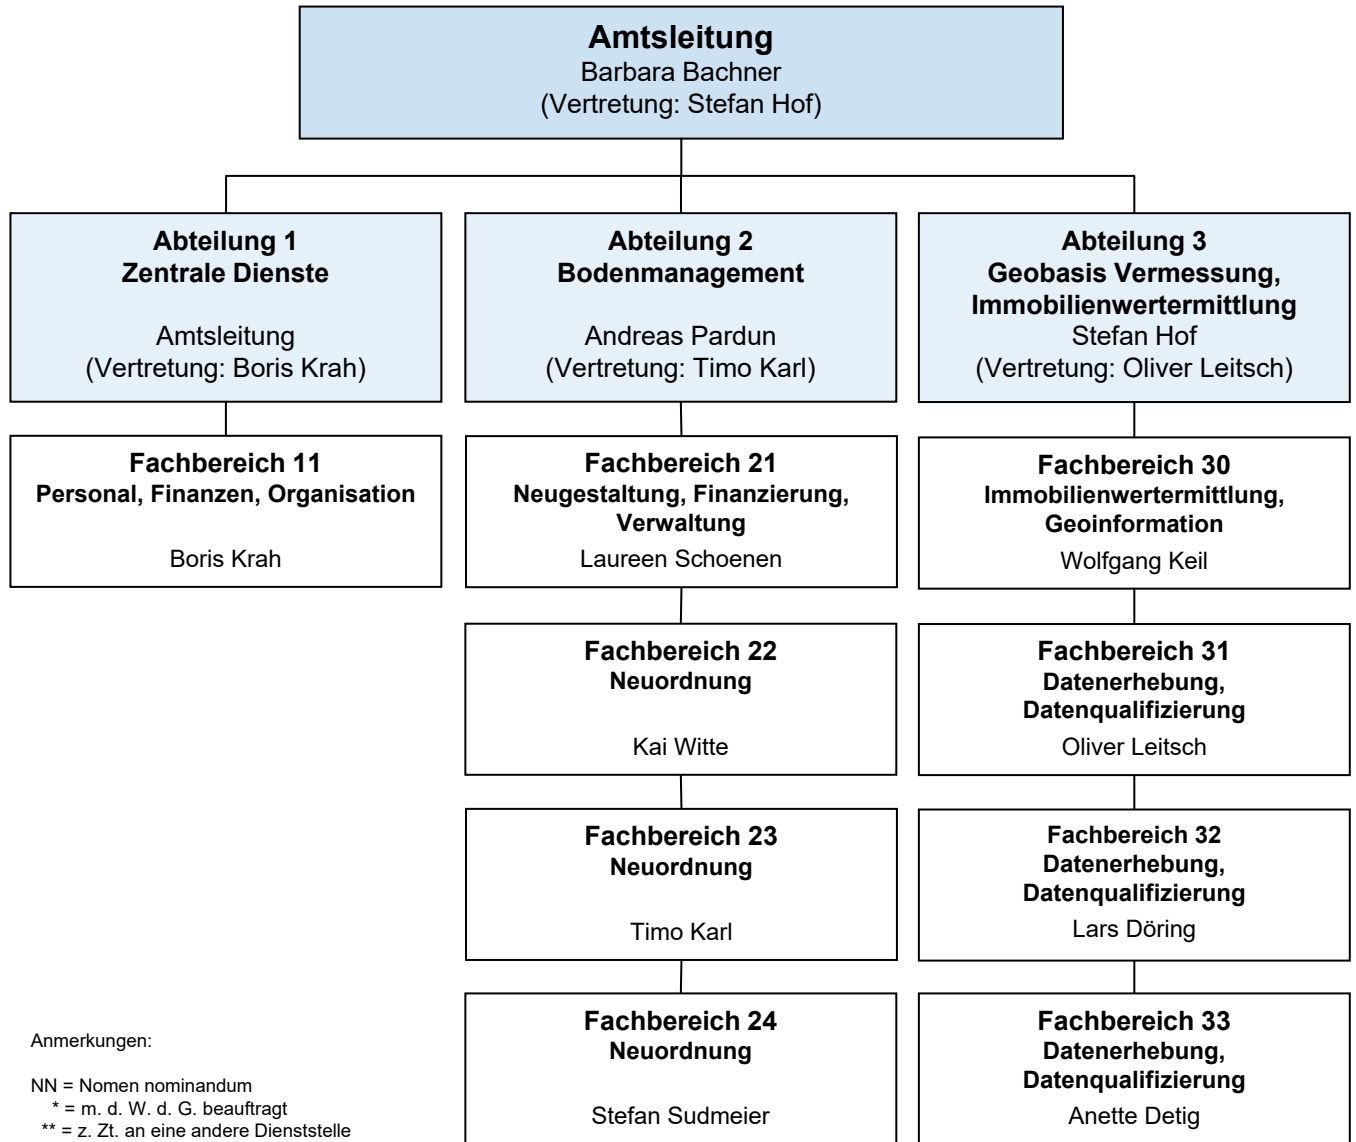 Amtsleitung
Barbara Bachner
(Vertretung: Stefan Hof)
Abteilung 1
Zentrale Dienste
Amtsleitung
(Vertretung: Boris Krah)
Abteilung 2
Bodenmanagement
Andreas Pardun
(Vertretung: Timo Karl)
Abteilung 3
Geobasis Vermessung,
Immobilienwertermittlung
Stefan Hof
(Vertretung: Oliver Leitsch)
Fachbereich 11
Personal, Finanzen, Organisation
Boris Krah
Fachbereich 21
Neugestaltung, Finanzierung,
Verwaltung
Laureen Schoenen
Fachbereich 30
Immobilienwertermittlung,
Geoinformation
Wolfgang Keil
Fachbereich 22
Neuordnung
Kai Witte
Fachbereich 31
Datenerhebung,
Datenqualifizierung
Oliver Leitsch
Fachbereich 23
Neuordnung
Timo Karl
Fachbereich 32
Datenerhebung,
Datenqualifizierung
Lars Döring
Fachbereich 24
Neuordnung
Stefan Sudmeier
Fachbereich 33
Datenerhebung,
Datenqualifizierung
Anette Detig
Anmerkungen:
NN = Nomen nominandum
* = m. d. W. d. G. beauftragt
** = z. Zt. an eine andere Dienststelle